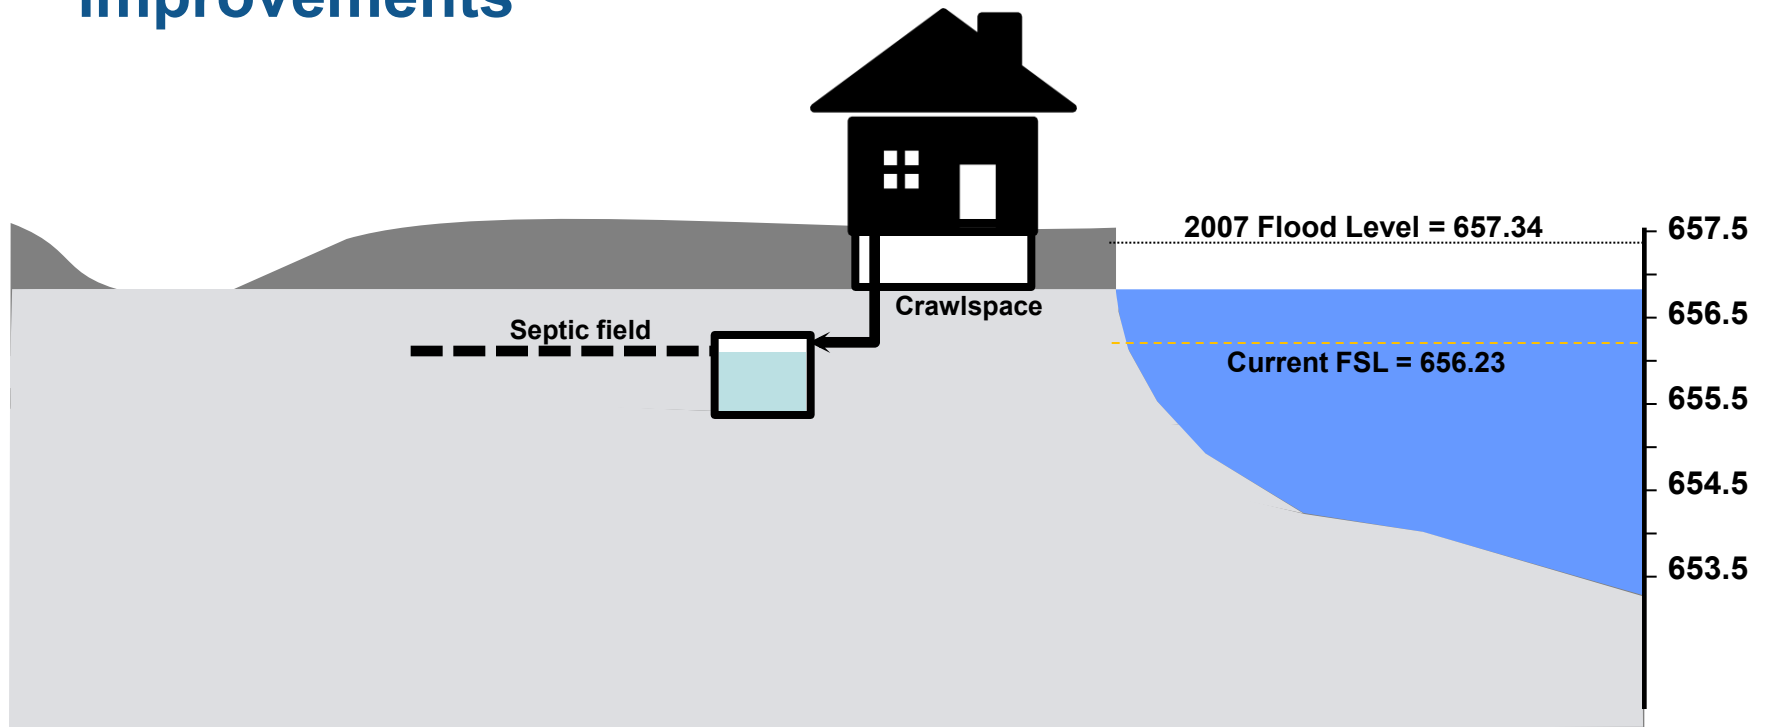 Improvements
2007 Flood Level = 657.34
657.5
Crawlspace
656.5
Septic field
Current FSL = 656.23
655.5
654.5
653.5